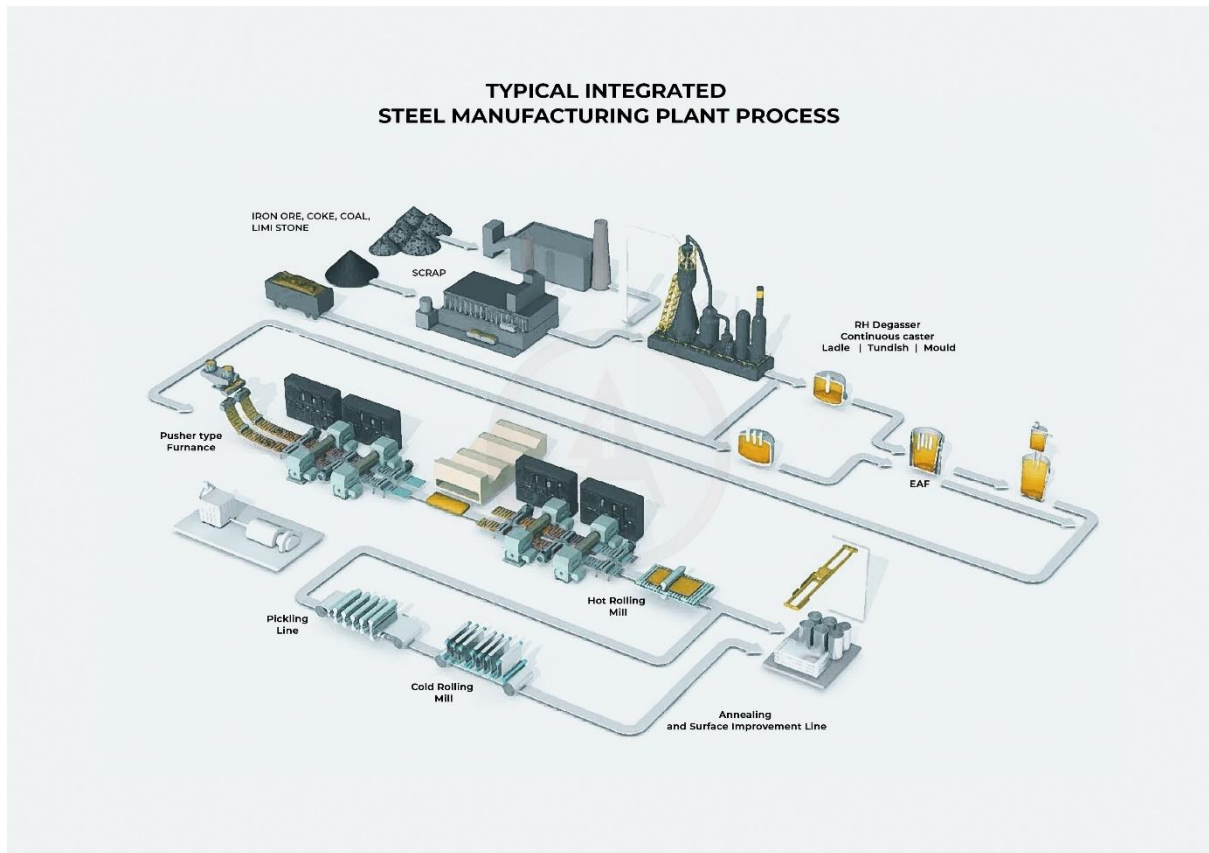 TYPICAL INTEGRATED
STEEL MANUFACTURING PLANT PROCESS
IRON ORE, COKE, COAL,
LIMI STONE
SCRAP
RH Degasser
Continuous caster
Ladle | Tundish | Mould
Pusher type
Furnance
EAF
Hot Rolling
Mill
Pickling
Line
Cold Rolling
Mill
Annealing
and Surface Improvement Line